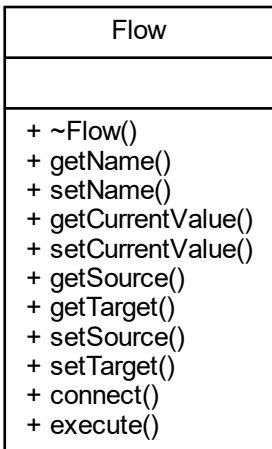 Flow
+ ~Flow()
+ getName()
+ setName()
+ getCurrentValue()
+ setCurrentValue()
+ getSource()
+ getTarget()
+ setSource()
+ setTarget()
+ connect()
+ execute()